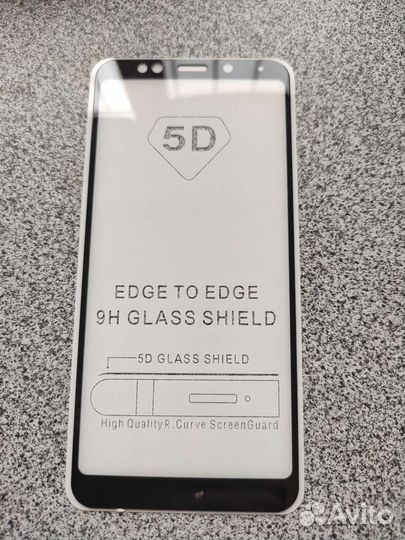 5D
EDGE TO EDGE
9H GLASS SHIELD
5D GLASS SHIELD
High QualityR.Curve ScreenGuard
Avito